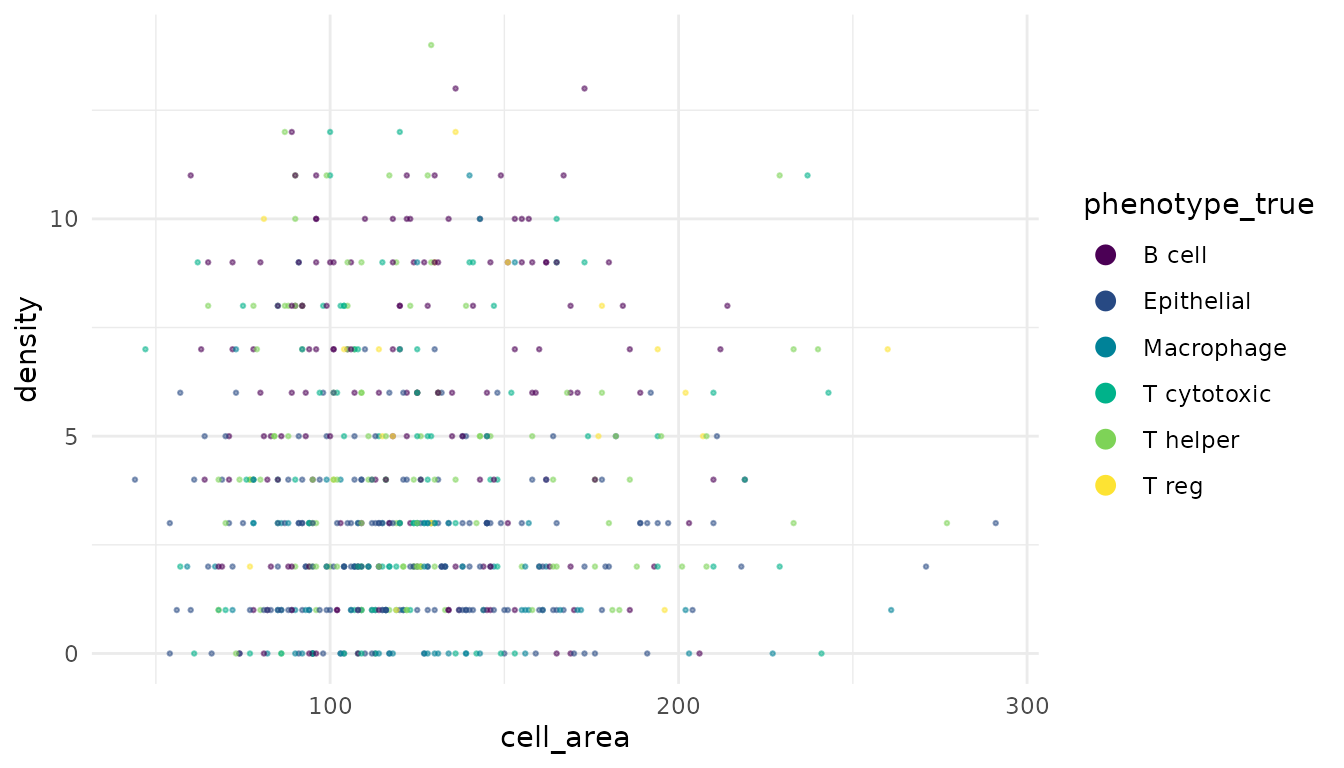 density
10
5
0
100
200
300
cell_area
phenotype_true
B cell
Epithelial
Macrophage
T cytotoxic
T helper
T reg